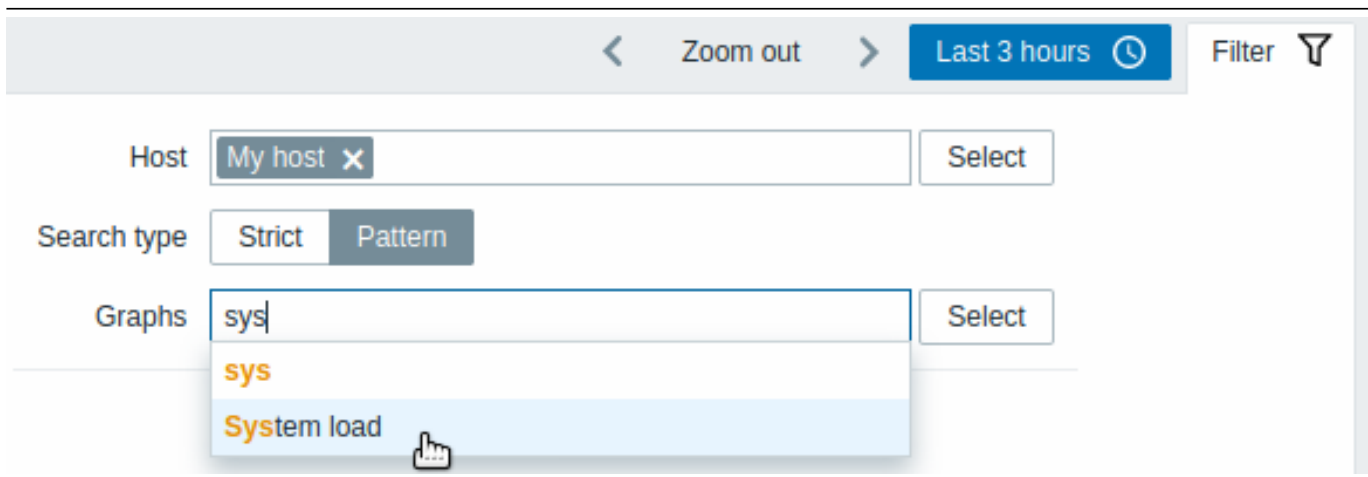 Zoom out Last 3 hours Filter
Host My host Select
Search type Strict Pattern
Graphs sys Select
sys
System load